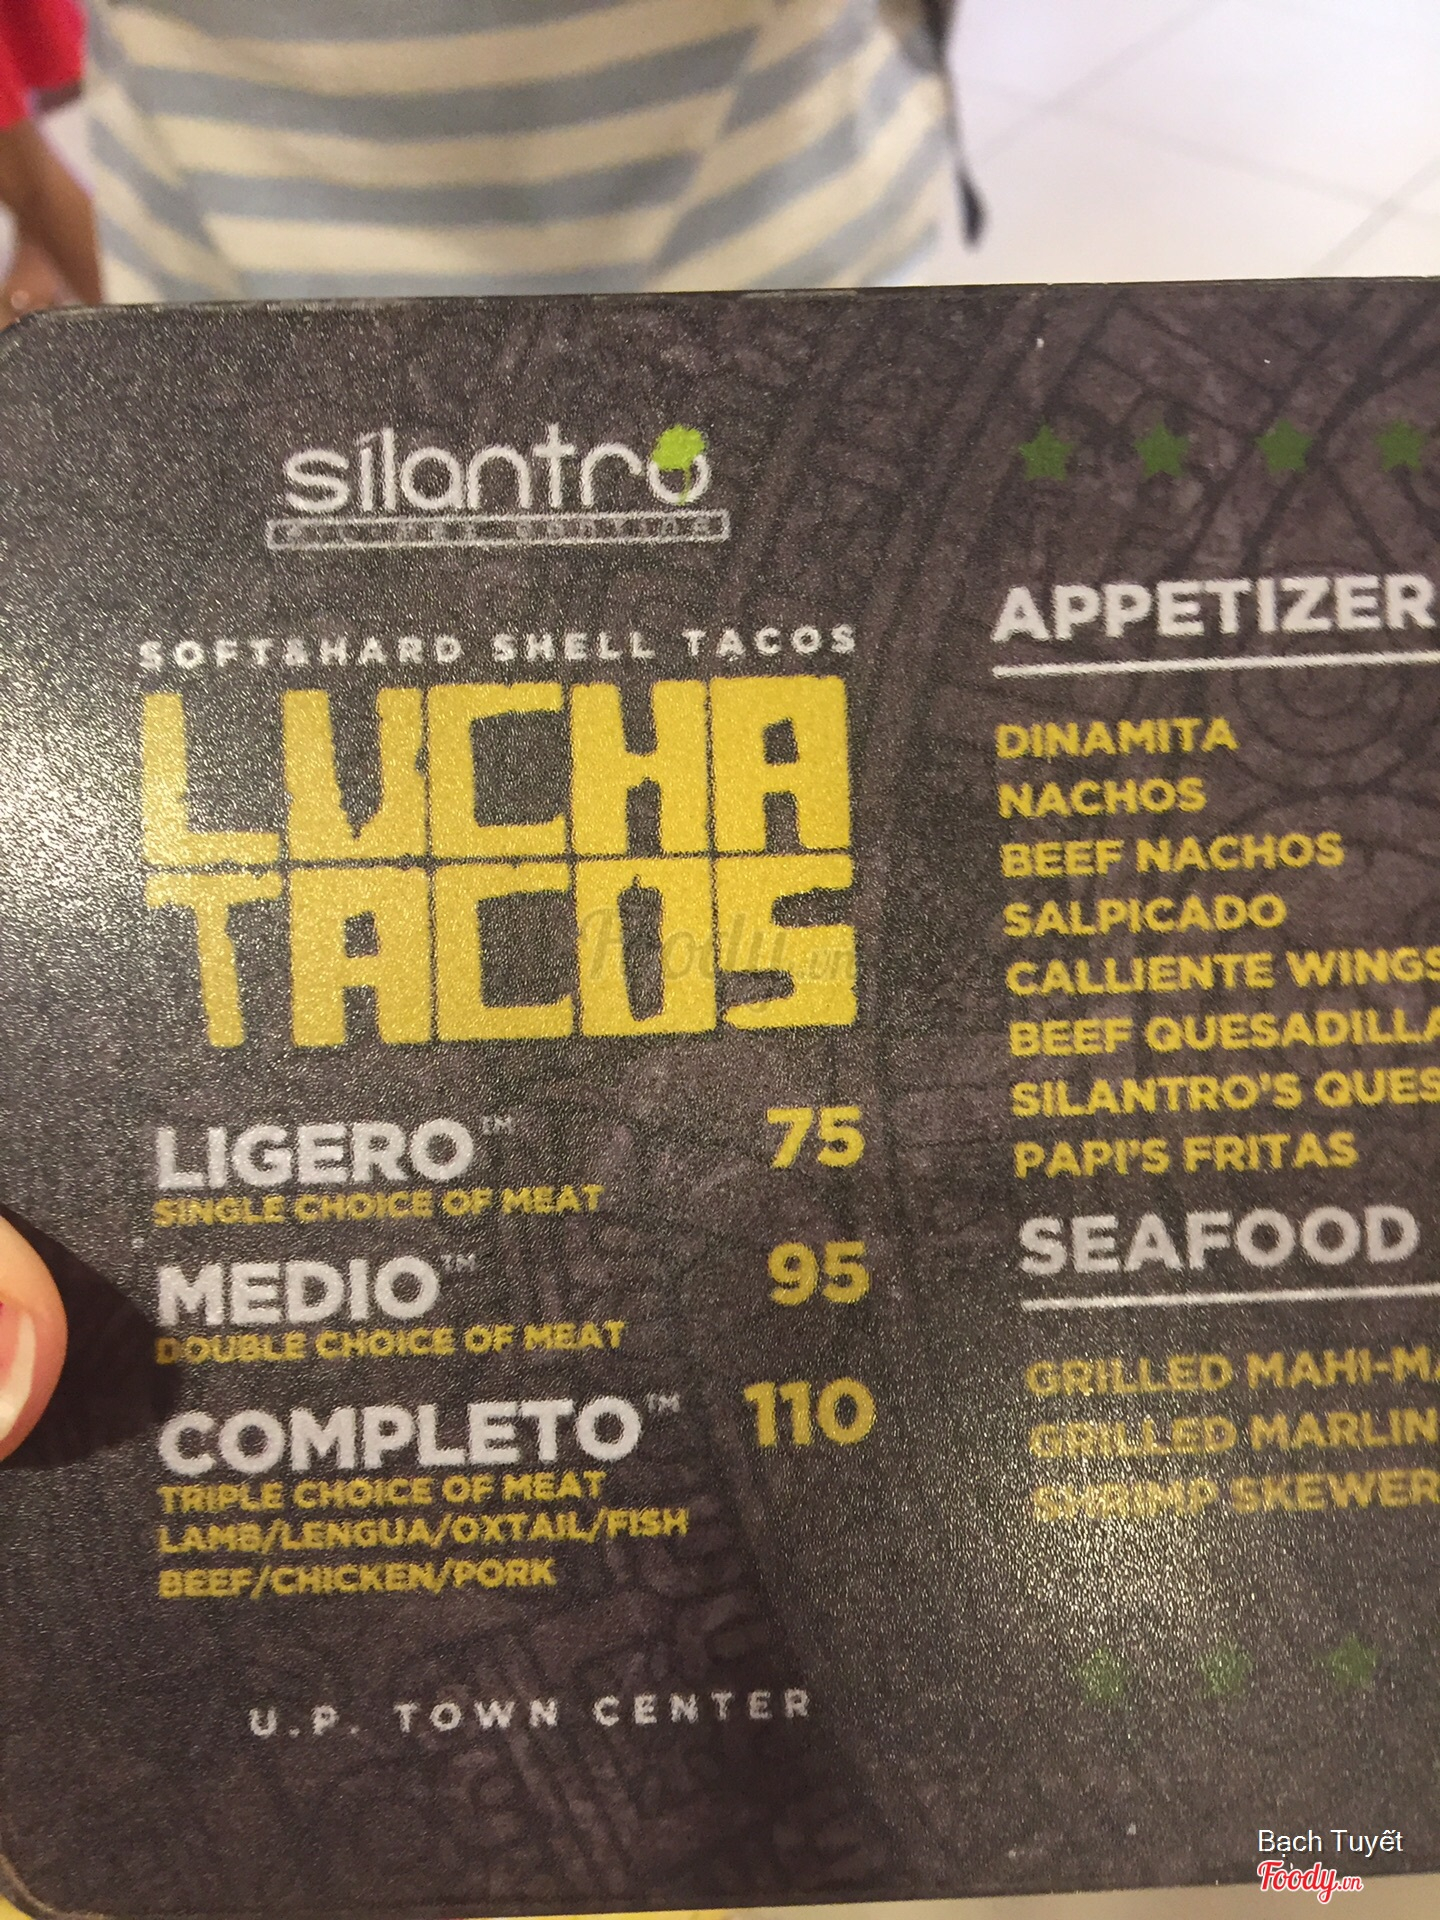 sílantro
SOFT&HARD SHELL TACOS
LUCHA
TACOS
LIGERO™ 75
SINGLE CHOICE OF MEAT
MEDIO™ 95
DOUBLE CHOICE OF MEAT
COMPLETO™ 110
TRIPLE CHOICE OF MEAT
LAMB/LENGUA/OXTAIL/FISH
BEEF/CHICKEN/PORK
U.P. TOWN CENTER
APPETIZER
DINAMITA
NACHOS
BEEF NACHOS
SALPICADO
CALLIENTE WINGS
BEEF QUESADILLA
SILANTRO'S QUES
PAPI'S FRITAS
SEAFOOD
GRILLED MAHI-MA
GRILLED MARLIN
SHRIMP SKEWER
Foody.vn
Bạch Tuyết
Foody.vn